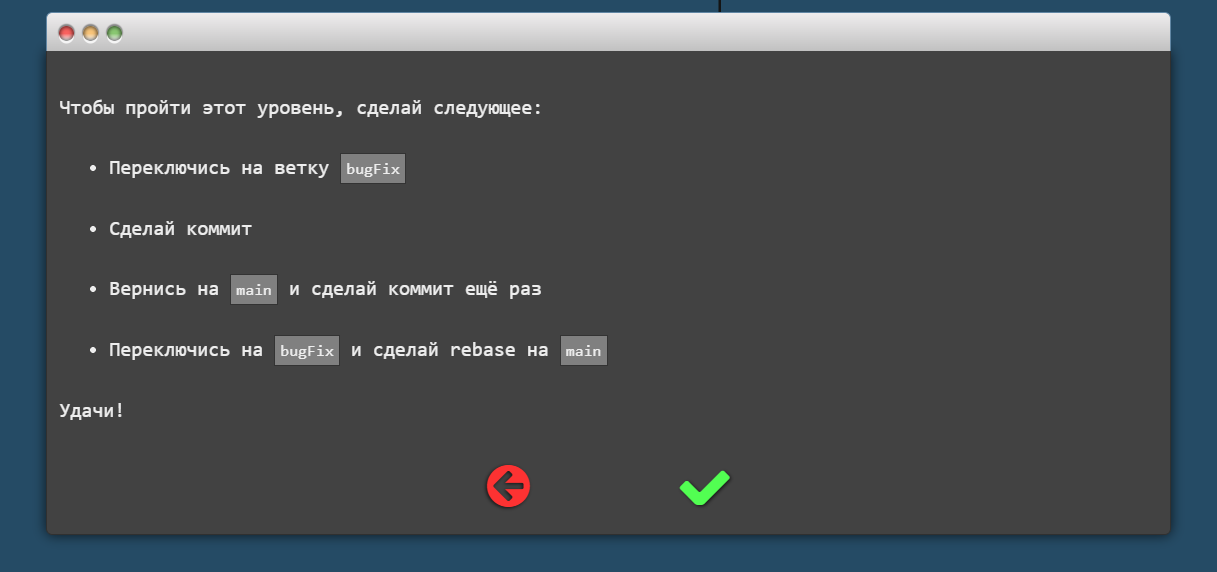 Чтобы пройти этот уровень, сделай следующее:
• Переключись на ветку bugFix
• Сделай коммит
• Вернись на main и сделай коммит ещё раз
• Переключись на bugFix и сделай rebase на main
Удачи!